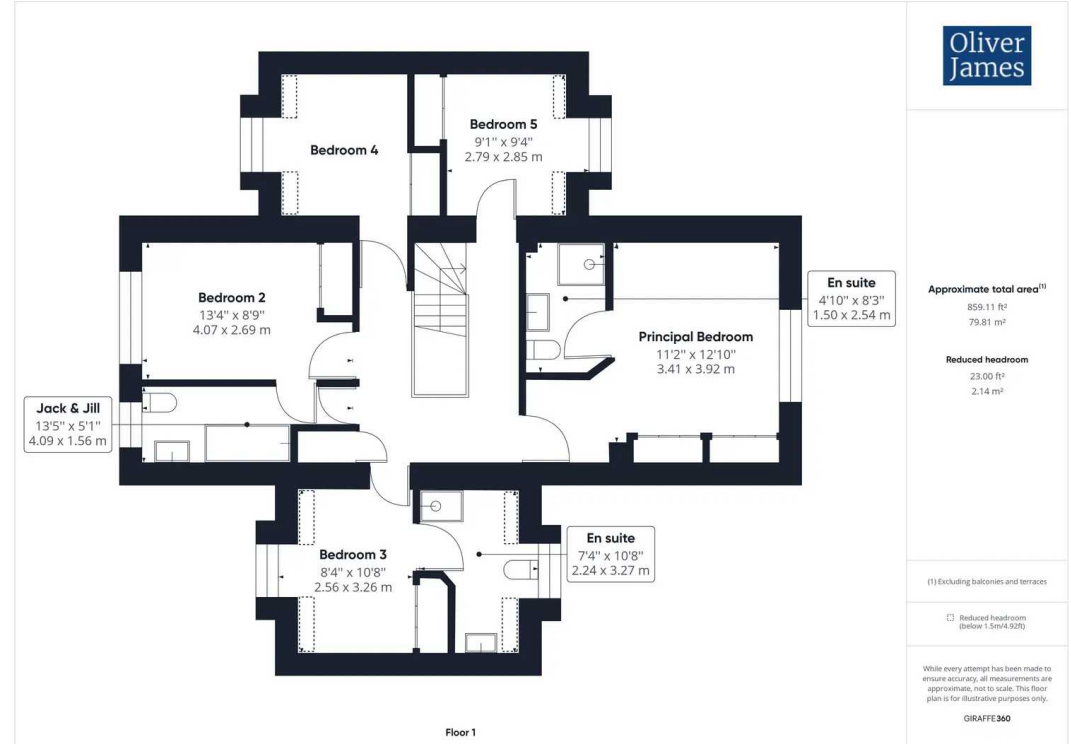 Bedroom 4
Bedroom 5
9'1" x 9'4"
2.79 x 2.85 m
Bedroom 2
13'4" x 8'9"
4.07 x 2.69 m
En suite
4'10" x 8'3"
1.50 x 2.54 m
Principal Bedroom
11'2" x 12'10"
3.41 x 3.92 m
Jack & Jill
13'5" x 5'1"
4.09 x 1.56 m
Bedroom 3
8'4" x 10'8"
2.56 x 3.26 m
En suite
7'4" x 10'8"
2.24 x 3.27 m
Floor 1
Oliver
James
Approximate total area(1)
859.11 ft²
79.81 m²
Reduced headroom
23.00 ft²
2.14 m²
(1) Excluding balconies and terraces
Reduced headroom
(below 1.5m/4.92ft)
While every attempt has been made to
ensure accuracy, all measurements are
approximate, not to scale. This floor
plan is for illustrative purposes only.
GIRAFFE360